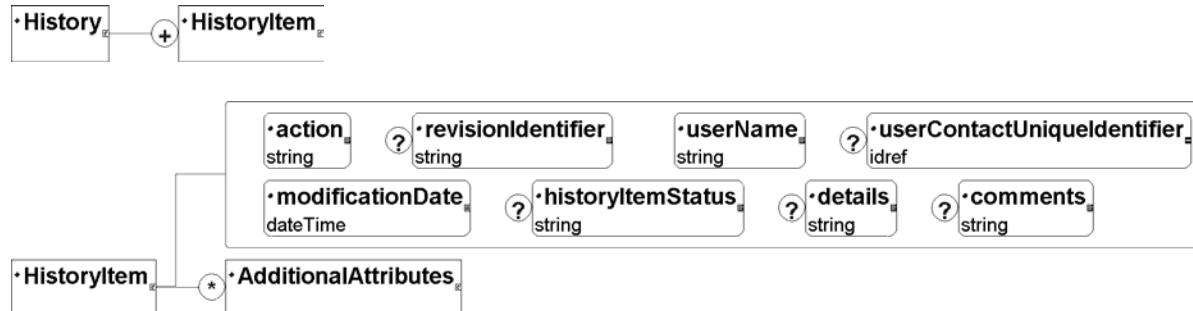 History + HistoryItem
action ? revisionIdentifier userName ? userContactUniqueIdentifier
string string string idref
modificationDate ? historyItemStatus ? details ? comments
dateTime string string string
HistoryItem * AdditionalAttributes